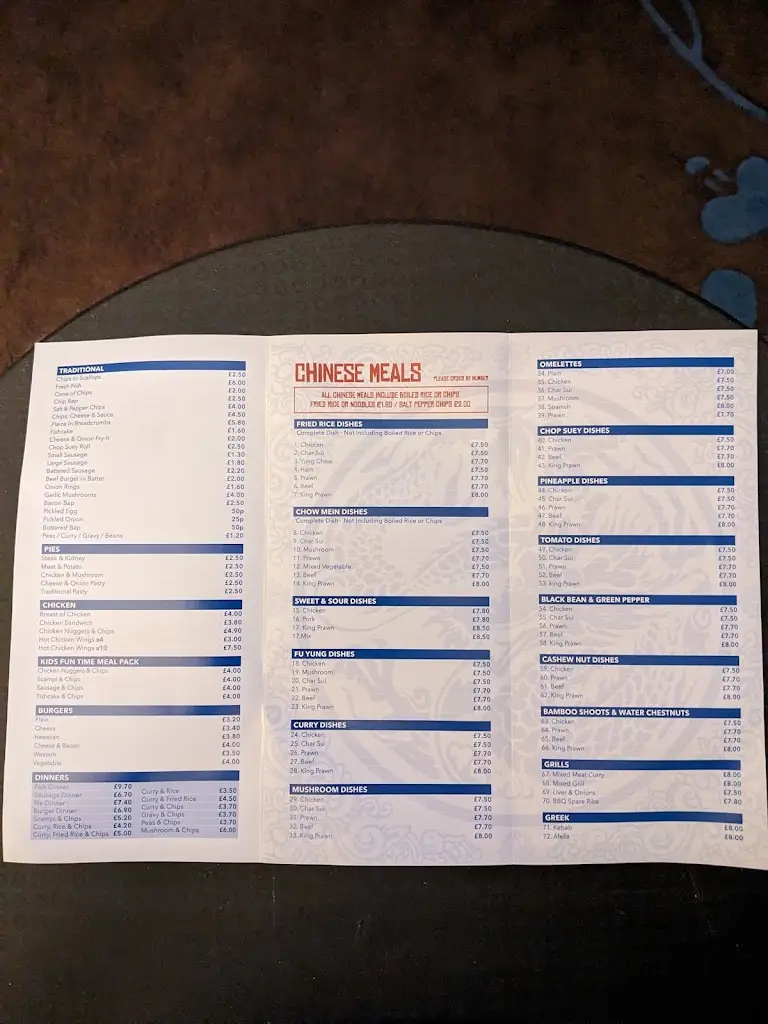 TRADITIONAL
Chips or Scallops £2.50
Fresh Fish £6.00
Cone of Chips £2.00
Chip Bap £2.50
Salt & Pepper Chips £4.00
Chips, Cheese & Sauce £4.50
Plaice in Breadcrumbs £5.80
Fishcake £1.60
Cheese & Onion Fry-It £2.00
Chop Suey Roll £2.50
Small Sausage £1.30
Large Sausage £1.80
Battered Sausage £2.20
Beef Burger in Batter £2.00
Onion Rings £1.60
Garlic Mushrooms £4.00
Bacon Bap £2.50
Pickled Egg 50p
Pickled Onion 25p
Buttered Bap 50p
Peas / Curry / Gravy / Beans £1.20
PIES
Steak & Kidney £2.50
Meat & Potato £2.50
Chicken & Mushroom £2.50
Cheese & Onion Pasty £2.50
Traditional Pasty £2.50
CHICKEN
Breast of Chicken £4.00
Chicken Sandwich £3.80
Chicken Nuggets & Chips £4.90
Hot Chicken Wings x4 £3.00
Hot Chicken Wings x10 £7.50
KIDS FUN TIME MEAL PACK
Chicken Nuggets & Chips £4.00
Scampi & Chips £4.00
Sausage & Chips £4.00
Fishcake & Chips £4.00
BURGERS
Plain £3.20
Cheese £3.40
Hawaiian £3.80
Cheese & Bacon £4.00
Western £3.50
Vegetable £4.00
DINNERS
Fish Dinner £9.70
Sausage Dinner £6.70
Pie Dinner £7.40
Burger Dinner £6.90
Scampi & Chips £5.20
Curry, Rice & Chips £4.20
Curry, Fried Rice & Chips £5.00
Curry & Rice £3.50
Curry & Fried Rice £4.50
Curry & Chips £3.70
Gravy & Chips £3.70
Peas & Chips £3.70
Mushroom & Chips £6.00
CHINESE MEALS PLEASE ORDER BY NUMBER
ALL CHINESE MEALS INCLUDE BOILED RICE OR CHIPS
FRIED RICE OR NOODLES £1.80 / SALT PEPPER CHIPS £3.00
FRIED RICE DISHES
Complete Dish - Not Including Boiled Rice or Chips
1. Chicken £7.50
2. Char Sui £7.50
3. Yung Chow £7.70
4. Ham £7.50
5. Prawn £7.70
6. Beef £7.70
7. King Prawn £8.00
CHOW MEIN DISHES
Complete Dish - Not Including Boiled Rice or Chips
8. Chicken £7.50
9. Char Sui £7.50
10. Mushroom £7.50
11. Prawn £7.70
12. Mixed Vegetable £7.50
13. Beef £7.70
14. King Prawn £8.00
SWEET & SOUR DISHES
15. Chicken £7.80
16. Pork £7.80
17. King Prawn £8.50
17.Mix £8.50
FU YUNG DISHES
18. Chicken £7.50
19. Mushroom £7.50
20. Char Sui £7.50
21. Prawn £7.70
22. Beef £7.70
23. King Prawn £8.00
CURRY DISHES
24. Chicken £7.50
25. Char Sui £7.50
26. Prawn £7.70
27. Beef £7.70
28. King Prawn £8.00
MUSHROOM DISHES
29. Chicken £7.50
30. Char Sui £7.50
31. Prawn £7.70
32. Beef £7.70
33. King Prawn £8.00
OMELETTES
34. Plain £7.00
35. Chicken £7.50
36. Char Sui £7.50
37. Mushroom £7.50
38. Spanish £8.00
39. Prawn £7.70
CHOP SUEY DISHES
40. Chicken £7.50
41. Prawn £7.70
42. Beef £7.70
43. King Prawn £8.00
PINEAPPLE DISHES
44. Chicken £7.50
45. Char Sui £7.50
46. Prawn £7.70
47. Beef £7.70
48. King Prawn £8.00
TOMATO DISHES
49. Chicken £7.50
50. Char Sui £7.50
51. Prawn £7.70
52. Beef £7.70
53. King Prawn £8.00
BLACK BEAN & GREEN PEPPER
54. Chicken £7.50
55. Char Sui £7.50
56. Prawn £7.70
57. Beef £7.70
58. King Prawn £8.00
CASHEW NUT DISHES
59. Chicken £7.50
60. Prawn £7.70
61. Beef £7.70
62. King Prawn £8.00
BAMBOO SHOOTS & WATER CHESTNUTS
63. Chicken £7.50
64. Prawn £7.70
65. Beef £7.70
66. King Prawn £8.00
GRILLS
67. Mixed Meat Curry £8.00
68. Mixed Grill £8.00
69. Liver & Onions £7.50
70. BBQ Spare Ribs £7.80
GREEK
71. Kebab £8.00
72. Afelia £8.00